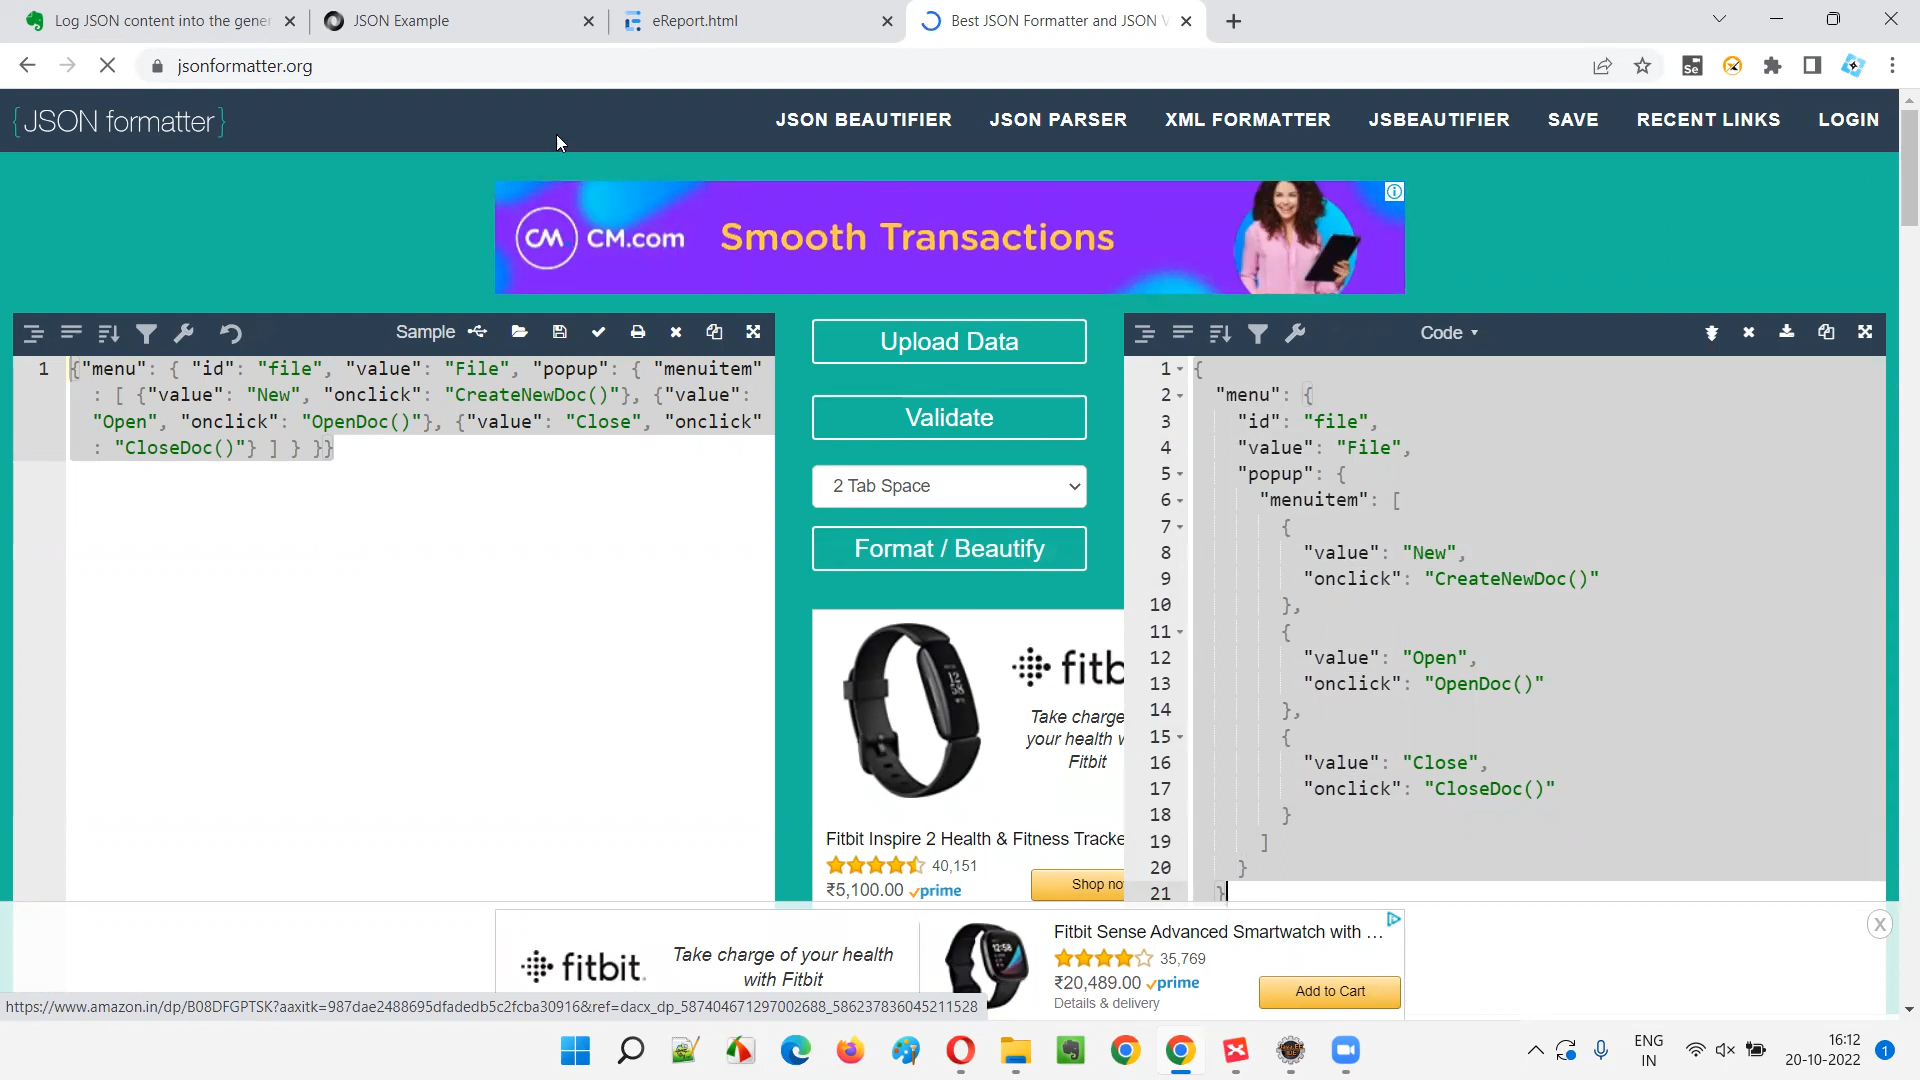 Log JSON content into the gener
JSON Example
eReport.html
Best JSON Formatter and JSON V
jsonformatter.org
Se
{JSON formatter}
JSON BEAUTIFIER
JSON PARSER
XML FORMATTER
JSBEAUTIFIER
SAVE
RECENT LINKS
LOGIN
CM CM.com Smooth Transactions
Sample
1 {"menu": { "id": "file", "value": "File", "popup": { "menuitem"
: [ {"value": "New", "onclick": "CreateNewDoc()"}, {"value":
"Open", "onclick": "OpenDoc()"}, {"value": "Close", "onclick"
: "CloseDoc()"} ] } }}
Upload Data
Validate
2 Tab Space
Format / Beautify
fitb
Take charge
your health w
Fitbit
Fitbit Inspire 2 Health & Fitness Tracke
40,151
₹5,100.00 prime
Shop no
Code
1 {
2 "menu": {
3 "id": "file",
4 "value": "File",
5 "popup": {
6 "menuitem": [
7 {
8 "value": "New",
9 "onclick": "CreateNewDoc()"
10 },
11 {
12 "value": "Open",
13 "onclick": "OpenDoc()"
14 },
15 {
16 "value": "Close",
17 "onclick": "CloseDoc()"
18 }
19 ]
20 }
21 }
fitbit.
Take charge of your health
with Fitbit
12:58
Fitbit Sense Advanced Smartwatch with ...
35,769
₹20,489.00 prime
Details & delivery
Add to Cart
X
https://www.amazon.in/dp/B08DFGPTSK?aaxitk=987dae2488695dfadedb5c2fcba30916&ref=dacx_dp_587404671297002688_586237836045211528
ENG
IN
16:12
20-10-2022
1